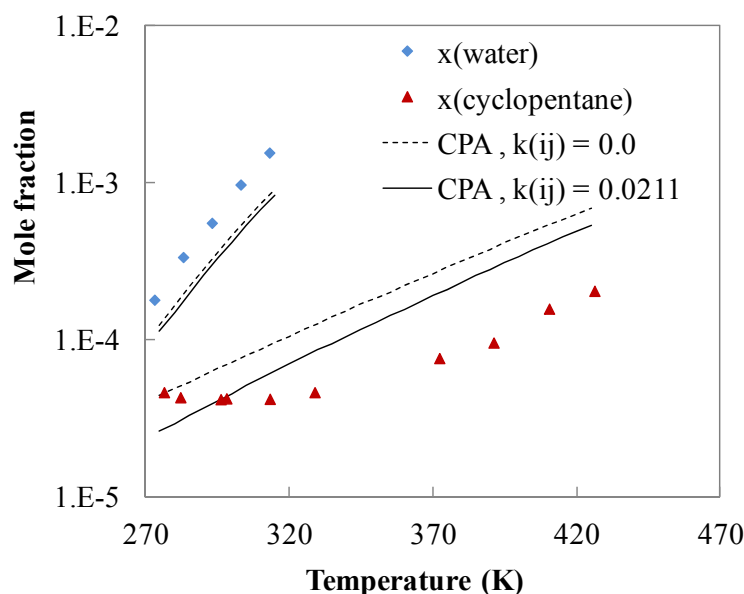 1.E-2
x(water)
x(cyclopentane)
CPA , k(ij) = 0.0
1.E-3
CPA , k(ij) = 0.0211
Mole fraction
1.E-4
1.E-5
270 320 370 420 470
Temperature (K)